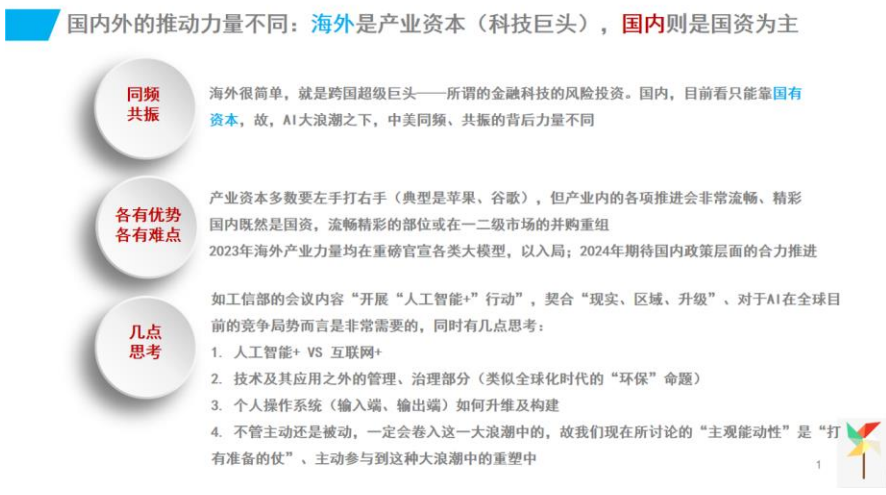 国内外的推动力量不同：海外是产业资本（科技巨头），国内则是国资为主
同频
共振
海外很简单，就是跨国超级巨头——所谓的金融科技的风险投资。国内，目前看只能靠国有
资本，故，AI大浪潮之下，中美同频、共振的背后力量不同
各有优势
各有难点
产业资本多数要左手打右手（典型是苹果、谷歌），但产业内的各项推进会非常流畅、精彩
国内既然是国资，流畅精彩的部位或在一二级市场的并购重组
2023年海外产业力量均在重磅官宣各类大模型，以入局；2024年期待国内政策层面的合力推进
几点
思考
如工信部的会议内容“开展“人工智能+”行动”，契合“现实、区域、升级”、对于AI在全球目
前的竞争局势而言是非常需要的，同时有几点思考：
1. 人工智能+ VS 互联网+
2. 技术及其应用之外的管理、治理部分（类似全球化时代的“环保”命题）
3. 个人操作系统（输入端、输出端）如何升维及构建
4. 不管主动还是被动，一定会卷入这一大浪潮中的，故我们现在所讨论的“主观能动性”是“打
有准备的仗”、主动参与到这种大浪潮中的重塑中
1